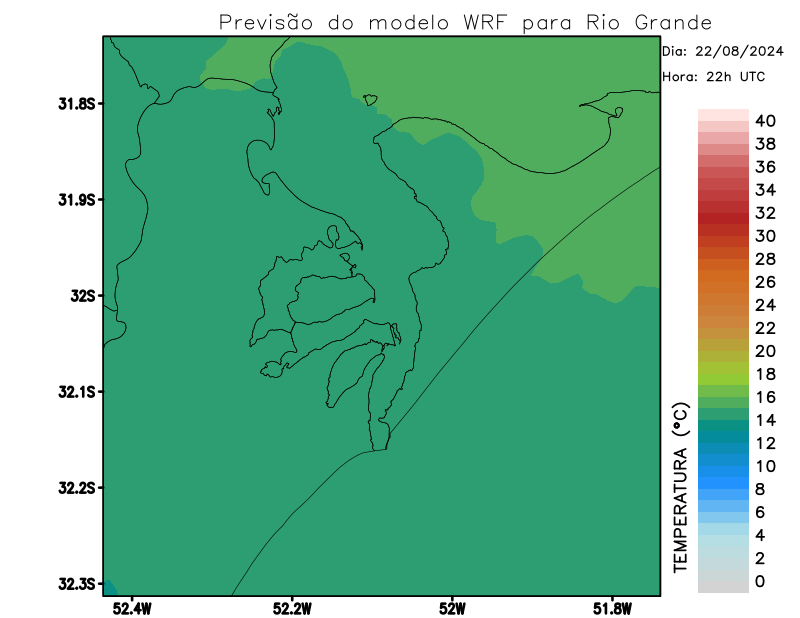 Previsão do modelo WRF para Rio Grande
Dia: 22/08/2024
Hora: 22h UTC
31.8S
31.9S
32S
32.1S
32.2S
32.3S
52.4W
52.2W
52W
51.8W
TEMPERATURA (°C)
40
38
36
34
32
30
28
26
24
22
20
18
16
14
12
10
8
6
4
2
0